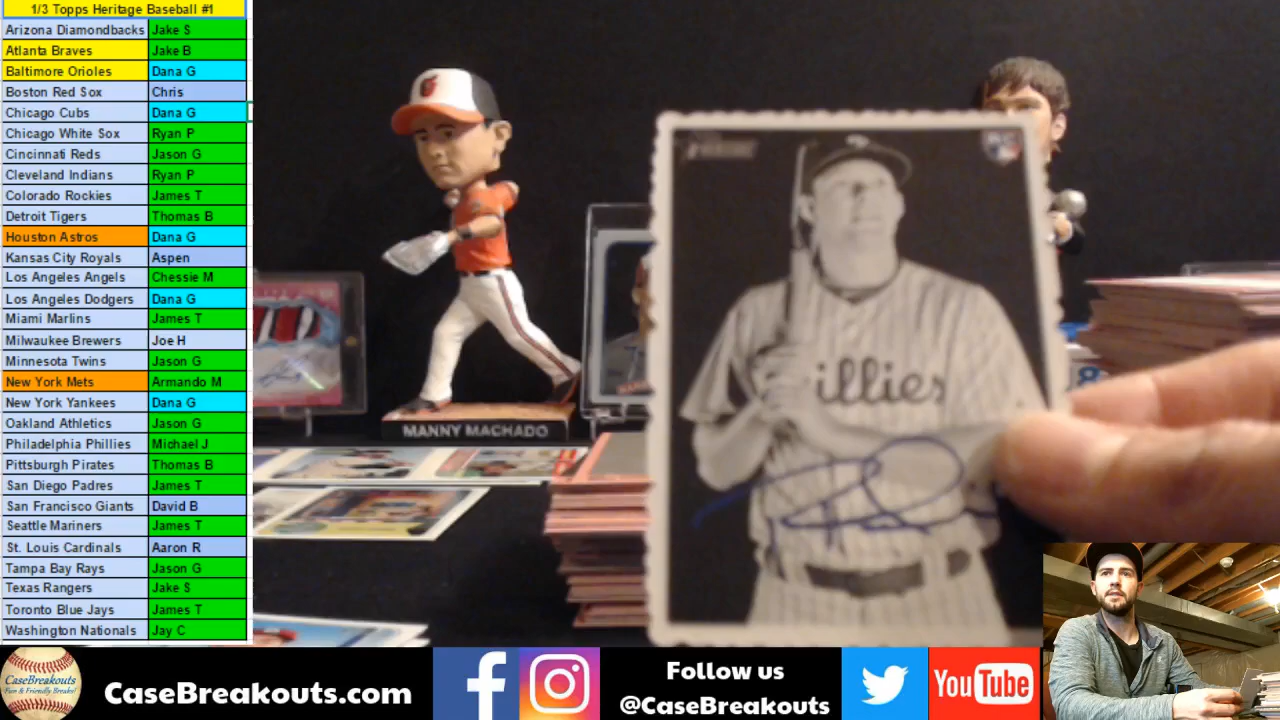 1/3 Topps Heritage Baseball #1
Arizona Diamondbacks Jake S
Atlanta Braves Jake B
Baltimore Orioles Dana G
Boston Red Sox Chris
Chicago Cubs Dana G
Chicago White Sox Ryan P
Cincinnati Reds Jason G
Cleveland Indians Ryan P
Colorado Rockies James T
Detroit Tigers Thomas B
Houston Astros Dana G
Kansas City Royals Aspen
Los Angeles Angels Chessie M
Los Angeles Dodgers Dana G
Miami Marlins James T
Milwaukee Brewers Joe H
Minnesota Twins Jason G
New York Mets Armando M
New York Yankees Dana G
Oakland Athletics Jason G
Philadelphia Phillies Michael J
Pittsburgh Pirates Thomas B
San Diego Padres James T
San Francisco Giants David B
Seattle Mariners James T
St. Louis Cardinals Aaron R
Tampa Bay Rays Jason G
Texas Rangers Jake S
Toronto Blue Jays James T
Washington Nationals Jay C
MANNY MACHADO
illies
CaseBreakouts
Fun & Friendly Breaks!
CaseBreakouts.com
Follow us
@CaseBreakouts
YouTube